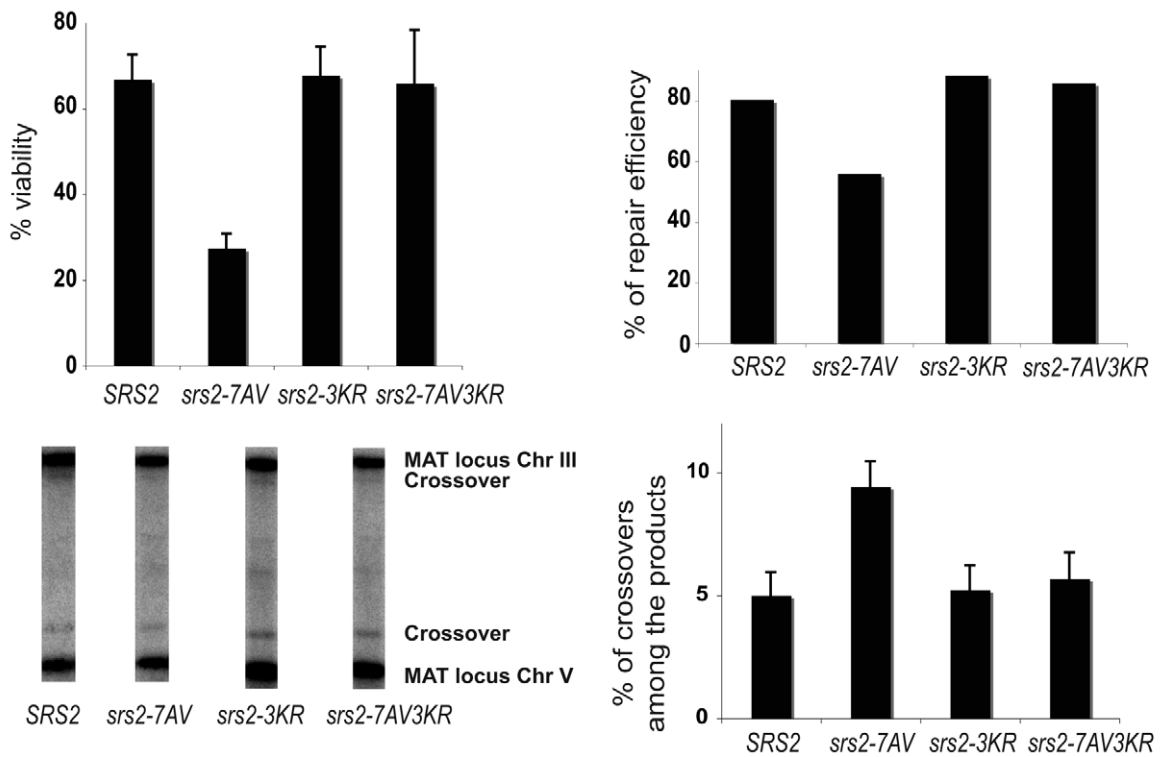 80
60
40
20
0
% viability
SRS2 srs2-7AV srs2-3KR srs2-7AV3KR
80
60
40
80
0
% of repair efficiency
SRS2 srs2-7AV srs2-3KR srs2-7AV3KR
MAT locus Chr III
Crossover
Crossover
MAT locus Chr V
SRS2 srs2-7AV srs2-3KR srs2-7AV3KR
10
5
0
% of crossovers
among the products
SRS2 srs2-7AV srs2-3KR srs2-7AV3KR